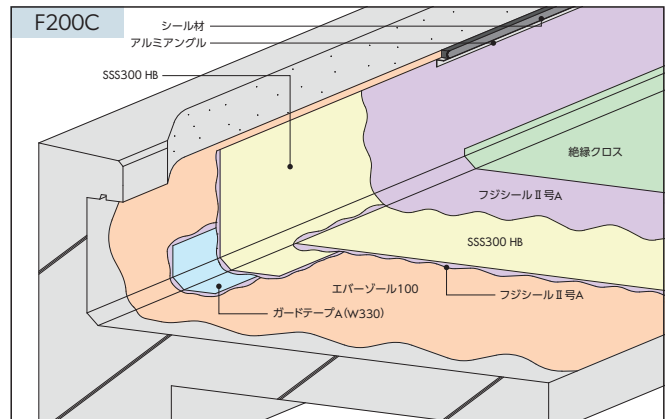 F200C
シール材
アルミアングル
SSS300 HB
絶縁クロス
フジシールⅡ号A
SSS300 HB
エバーゾール100
フジシールⅡ号A
ガードテープA(W330)